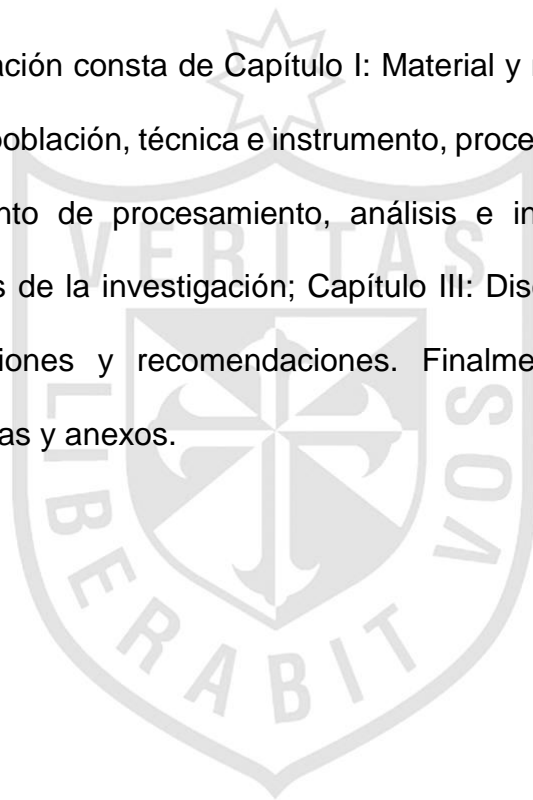 ación consta de Capítulo I: Material y
población, técnica e instrumento, proce
nto de procesamiento, análisis e in
s de la investigación; Capítulo III: Dis
iones y recomendaciones. Finalme
as y anexos.
VERITAS
LIBERABIT
VOS